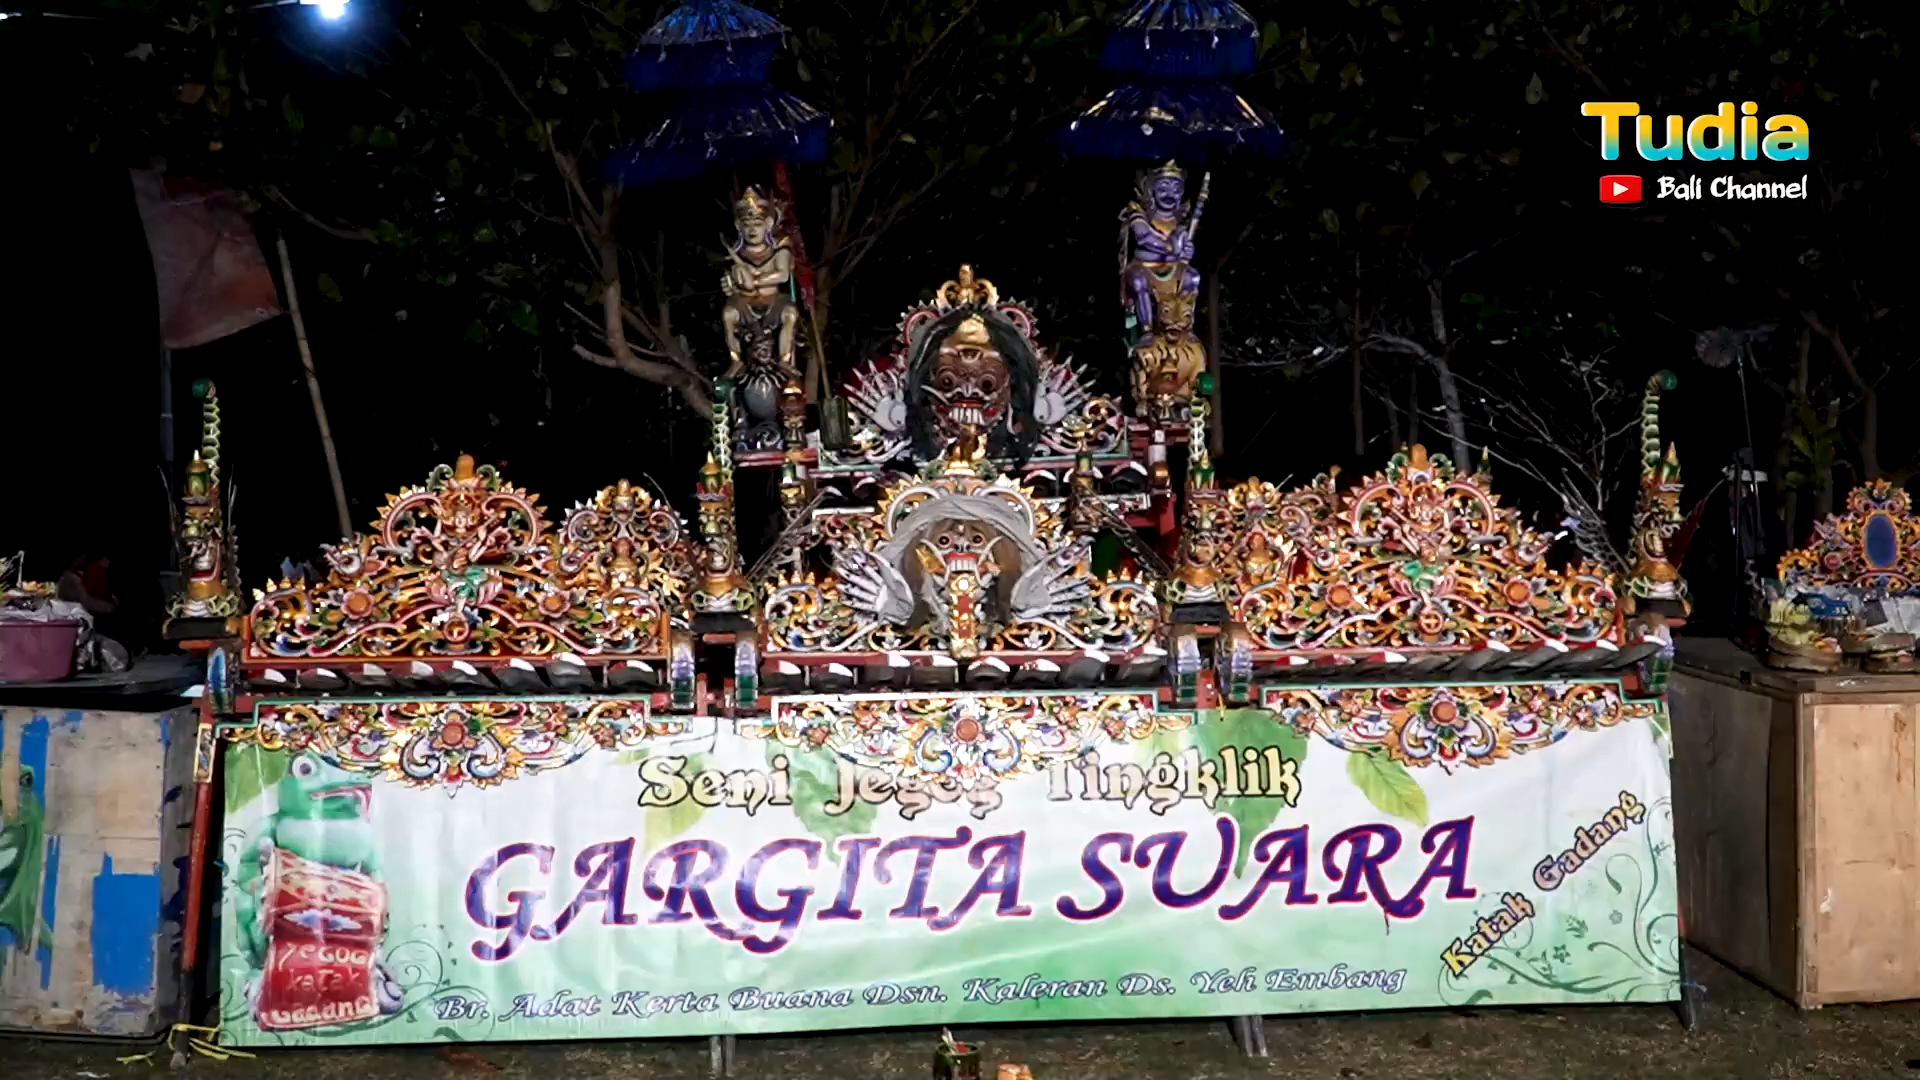 Tudia
Bali Channel
Seni Jegog Tingklik
GARGITA SUARA
Katak Gadang
Br. Adat Kerta Buana Dsn. Kaleran Ds. Yeh Embang
JEGOG
KATAK
GADANG